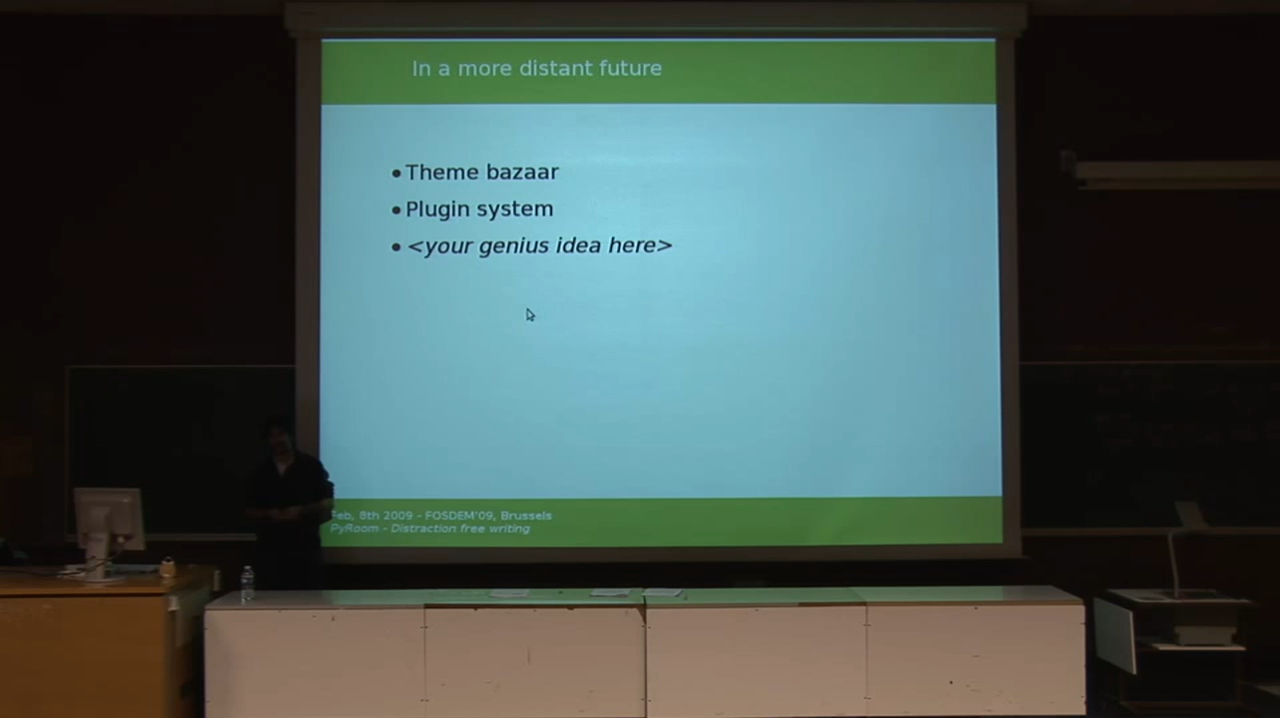 In a more distant future
• Theme bazaar
• Plugin system
• <your genius idea here>
Feb, 8th 2009 - FOSDEM'09, Brussels
PyRoom - Distraction free writing